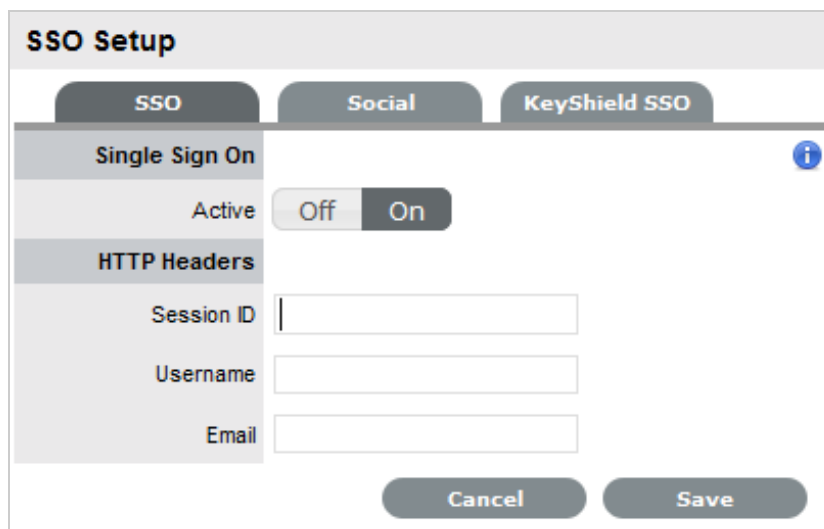 SSO Setup
SSO Social KeyShield SSO
Single Sign On
Active Off On
HTTP Headers
Session ID
Username
Email
Cancel Save